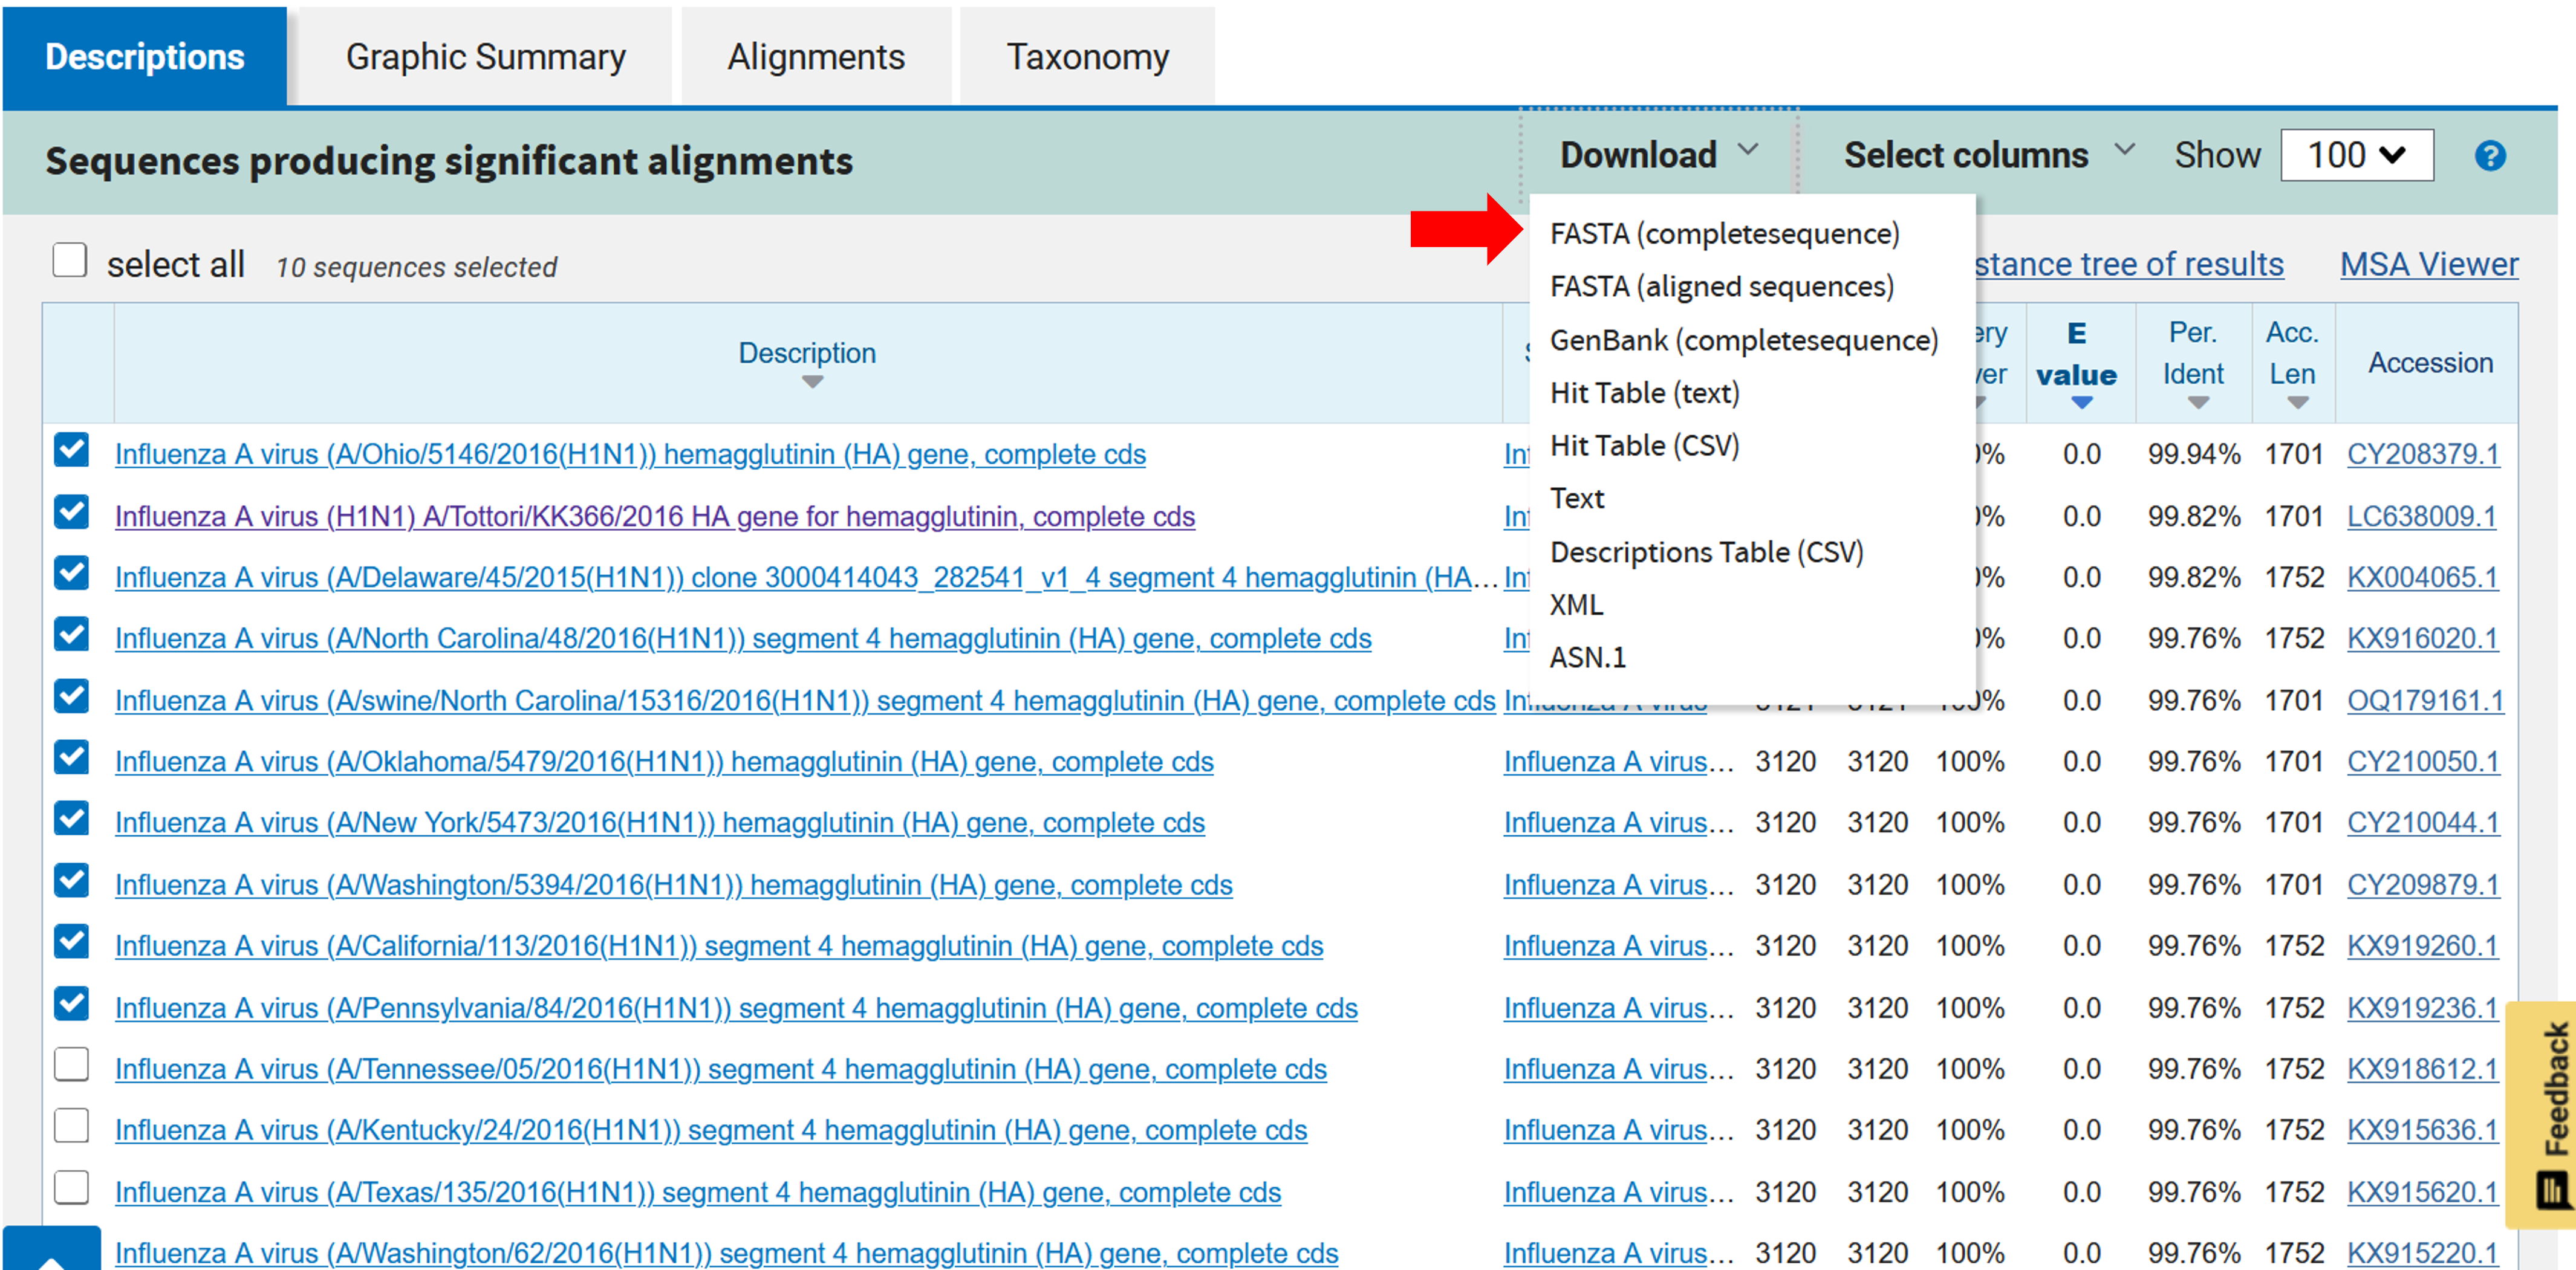 Descriptions Graphic Summary Alignments Taxonomy
Sequences producing significant alignments Download Select columns Show 100 ?
select all 10 sequences selected stance tree of results MSA Viewer
FASTA (completesequence)
FASTA (aligned sequences)
GenBank (completesequence)
Hit Table (text)
Hit Table (CSV)
Text
Descriptions Table (CSV)
XML
ASN.1
Description ery ver E value Per. Ident Acc. Len Accession
Influenza A virus (A/Ohio/5146/2016(H1N1)) hemagglutinin (HA) gene, complete cds 0.0 99.94% 1701 CY208379.1
Influenza A virus (H1N1) A/Tottori/KK366/2016 HA gene for hemagglutinin, complete cds 0.0 99.82% 1701 LC638009.1
Influenza A virus (A/Delaware/45/2015(H1N1)) clone 3000414043_282541_v1_4 segment 4 hemagglutinin (HA... 0.0 99.82% 1752 KX004065.1
Influenza A virus (A/North Carolina/48/2016(H1N1)) segment 4 hemagglutinin (HA) gene, complete cds 0.0 99.76% 1752 KX916020.1
Influenza A virus (A/swine/North Carolina/15316/2016(H1N1)) segment 4 hemagglutinin (HA) gene, complete cds 0.0 99.76% 1701 OQ179161.1
Influenza A virus (A/Oklahoma/5479/2016(H1N1)) hemagglutinin (HA) gene, complete cds Influenza A virus... 3120 3120 100% 0.0 99.76% 1701 CY210050.1
Influenza A virus (A/New York/5473/2016(H1N1)) hemagglutinin (HA) gene, complete cds Influenza A virus... 3120 3120 100% 0.0 99.76% 1701 CY210044.1
Influenza A virus (A/Washington/5394/2016(H1N1)) hemagglutinin (HA) gene, complete cds Influenza A virus... 3120 3120 100% 0.0 99.76% 1701 CY209879.1
Influenza A virus (A/California/113/2016(H1N1)) segment 4 hemagglutinin (HA) gene, complete cds Influenza A virus... 3120 3120 100% 0.0 99.76% 1752 KX919260.1
Influenza A virus (A/Pennsylvania/84/2016(H1N1)) segment 4 hemagglutinin (HA) gene, complete cds Influenza A virus... 3120 3120 100% 0.0 99.76% 1752 KX919236.1
Influenza A virus (A/Tennessee/05/2016(H1N1)) segment 4 hemagglutinin (HA) gene, complete cds Influenza A virus... 3120 3120 100% 0.0 99.76% 1752 KX918612.1
Influenza A virus (A/Kentucky/24/2016(H1N1)) segment 4 hemagglutinin (HA) gene, complete cds Influenza A virus... 3120 3120 100% 0.0 99.76% 1752 KX915636.1
Influenza A virus (A/Texas/135/2016(H1N1)) segment 4 hemagglutinin (HA) gene, complete cds Influenza A virus... 3120 3120 100% 0.0 99.76% 1752 KX915620.1
Influenza A virus (A/Washington/62/2016(H1N1)) segment 4 hemagglutinin (HA) gene, complete cds Influenza A virus... 3120 3120 100% 0.0 99.76% 1752 KX915220.1
Feedback